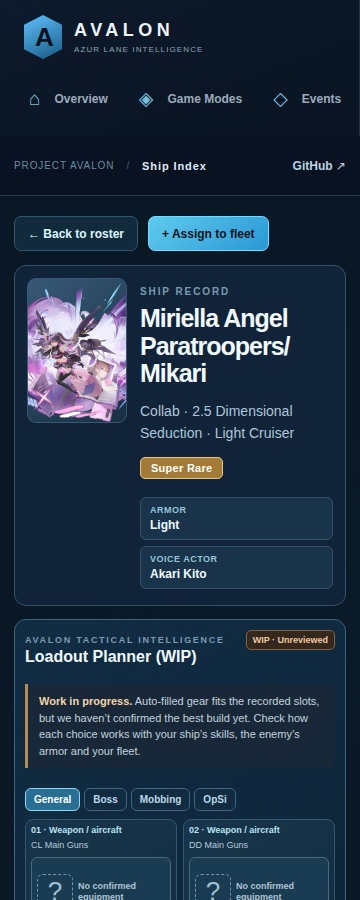 A
AVALON
AZUR LANE INTELLIGENCE
⌂ Overview ◈ Game Modes ◇ Events
PROJECT AVALON / Ship Index GitHub ↗
← Back to roster + Assign to fleet
SHIP RECORD
Miriella Angel
Paratroopers/
Mikari
Collab · 2.5 Dimensional
Seduction · Light Cruiser
Super Rare
ARMOR
Light
VOICE ACTOR
Akari Kito
AVALON TACTICAL INTELLIGENCE
WIP · Unreviewed
Loadout Planner (WIP)
Work in progress. Auto-filled gear fits the recorded slots,
but we haven’t confirmed the best build yet. Check how
each choice works with your ship’s skills, the enemy’s
armor and your fleet.
General Boss Mobbing OpSi
01 · Weapon / aircraft
CL Main Guns
?
No confirmed
equipment
02 · Weapon / aircraft
DD Main Guns
?
No confirmed
equipment